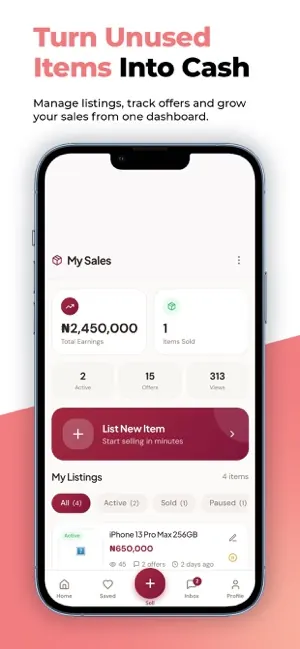 Turn Unused
Items Into Cash
Manage listings, track offers and grow
your sales from one dashboard.
My Sales
₦2,450,000
Total Earnings
1
Items Sold
2
Active
15
Offers
313
Views
List New Item
Start selling in minutes
My Listings
4 items
All (4)
Active (2)
Sold (1)
Paused (1)
Active
iPhone 13 Pro Max 256GB
₦650,000
45
2 offers
2 days ago
Home
Saved
Sell
2
Inbox
Profile